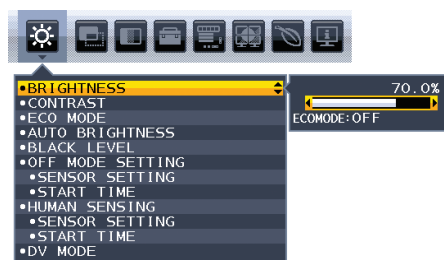 •BRIGHTNESS
•CONTRAST
•ECO MODE
•AUTO BRIGHTNESS
•BLACK LEVEL
•OFF MODE SETTING
•SENSOR SETTING
•START TIME
•HUMAN SENSING
•SENSOR SETTING
•START TIME
•DV MODE
70.0%
ECOMODE:OFF